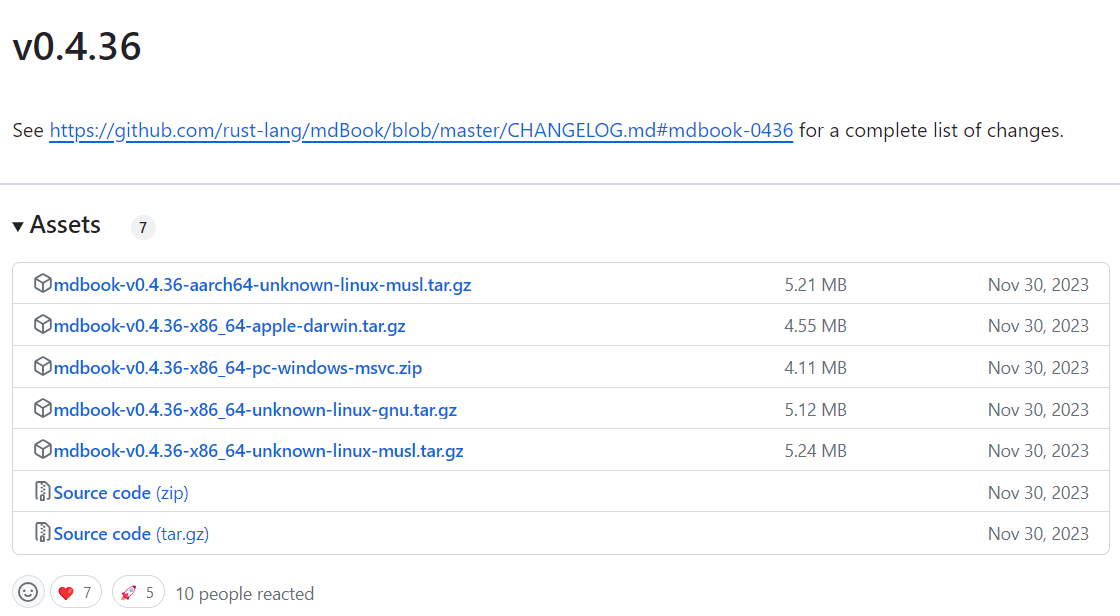 v0.4.36
See https://github.com/rust-lang/mdBook/blob/master/CHANGELOG.md#mdbook-0436 for a complete list of changes.
Assets 7
mdbook-v0.4.36-aarch64-unknown-linux-musl.tar.gz 5.21 MB Nov 30, 2023
mdbook-v0.4.36-x86_64-apple-darwin.tar.gz 4.55 MB Nov 30, 2023
mdbook-v0.4.36-x86_64-pc-windows-msvc.zip 4.11 MB Nov 30, 2023
mdbook-v0.4.36-x86_64-unknown-linux-gnu.tar.gz 5.12 MB Nov 30, 2023
mdbook-v0.4.36-x86_64-unknown-linux-musl.tar.gz 5.24 MB Nov 30, 2023
Source code (zip) Nov 30, 2023
Source code (tar.gz) Nov 30, 2023
7 5 10 people reacted